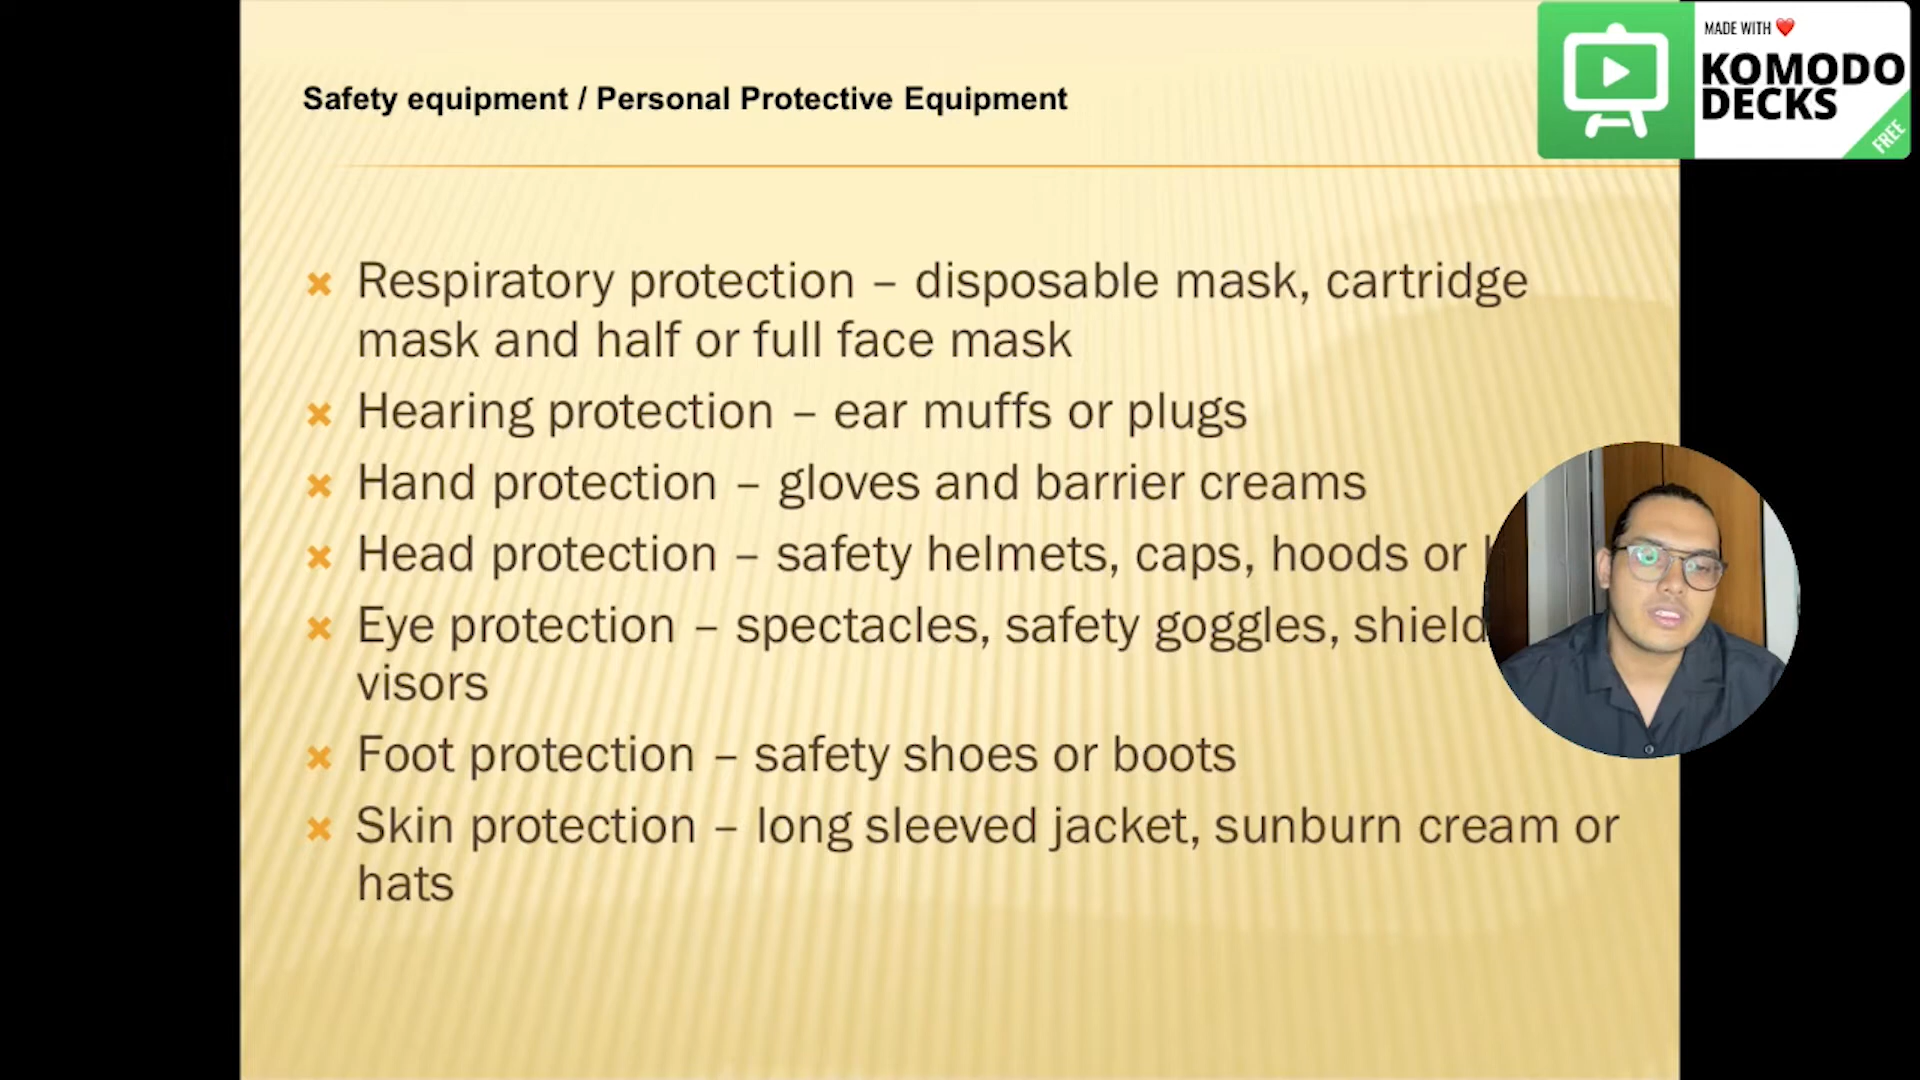 MADE WITH ❤️
KOMODO
DECKS
FREE
Safety equipment / Personal Protective Equipment
Respiratory protection – disposable mask, cartridge
mask and half or full face mask
Hearing protection – ear muffs or plugs
Hand protection – gloves and barrier creams
Head protection – safety helmets, caps, hoods or
Eye protection – spectacles, safety goggles, shield
visors
Foot protection – safety shoes or boots
Skin protection – long sleeved jacket, sunburn cream or
hats